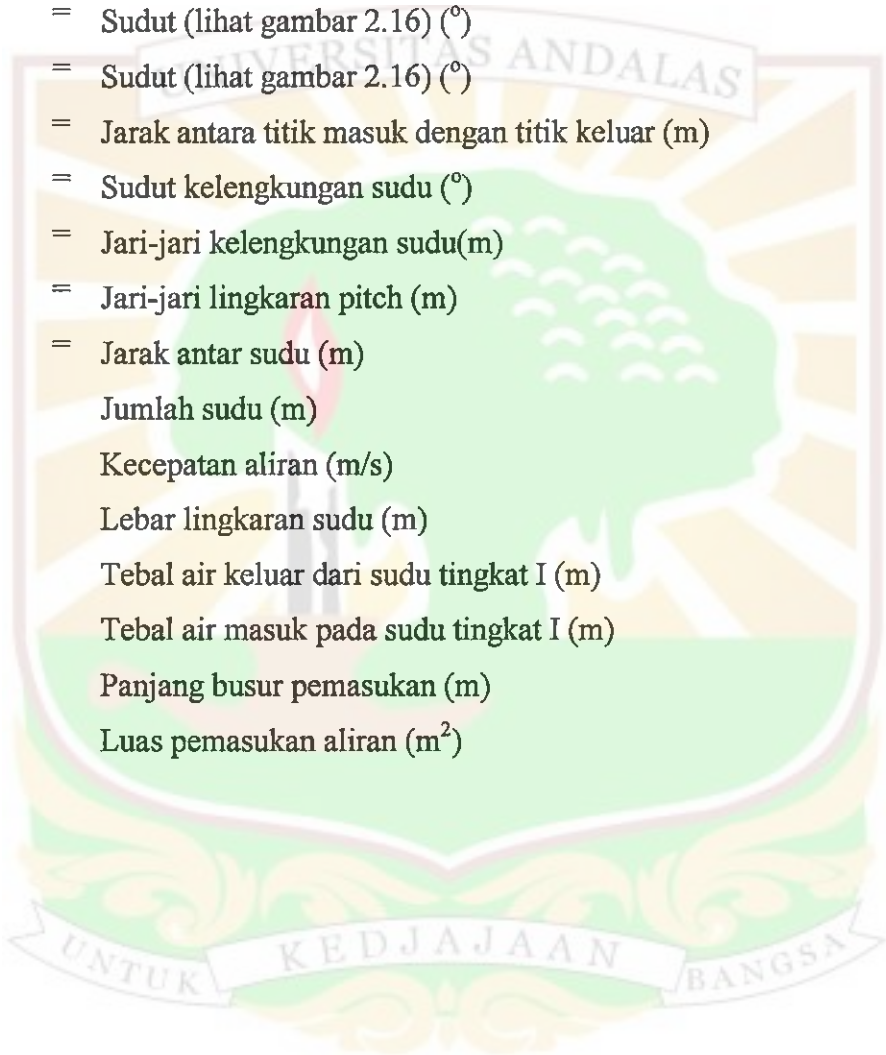 = Sudut (lihat gambar 2.16) (°)
UNIVERSITAS ANDALAS
= Sudut (lihat gambar 2.16) (°)
= Jarak antara titik masuk dengan titik keluar (m)
= Sudut kelengkungan sudu (°)
= Jari-jari kelengkungan sudu(m)
= Jari-jari lingkaran pitch (m)
= Jarak antar sudu (m)
Jumlah sudu (m)
Kecepatan aliran (m/s)
Lebar lingkaran sudu (m)
Tebal air keluar dari sudu tingkat I (m)
Tebal air masuk pada sudu tingkat I (m)
Panjang busur pemasukan (m)
Luas pemasukan aliran (m²)
UNTUK KEDJAJAAN BANGSA